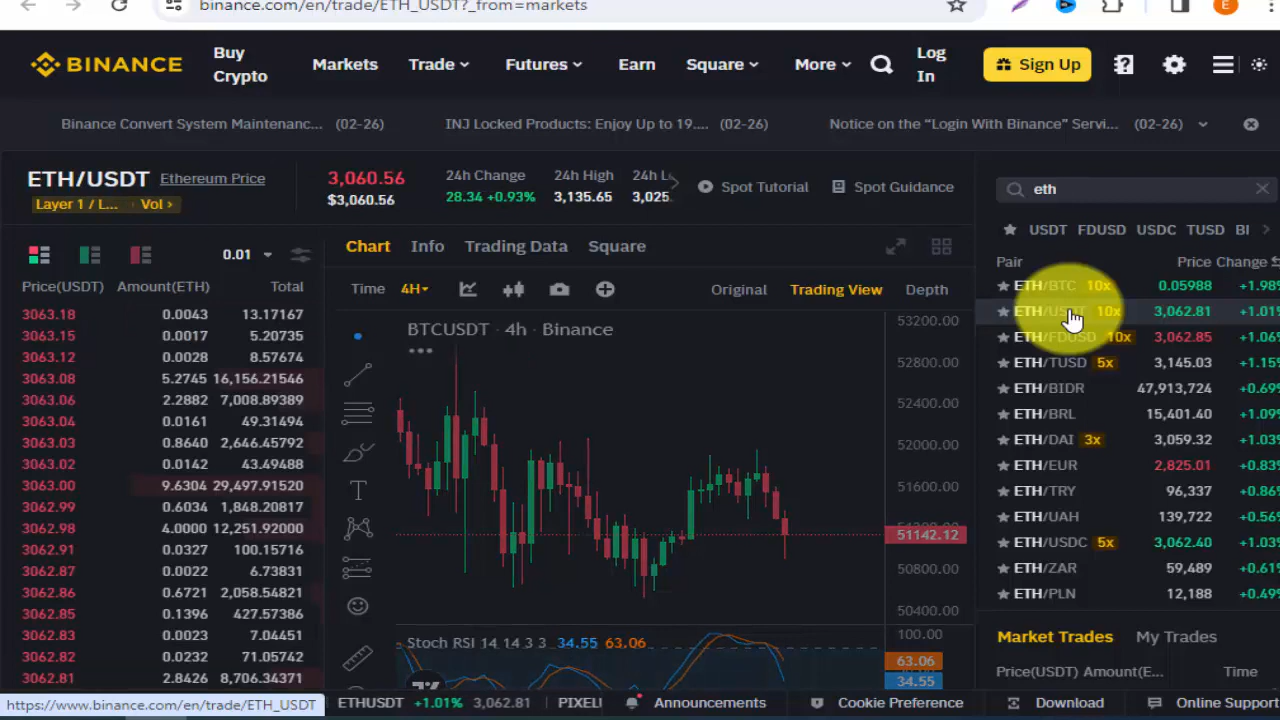 binance.com/en/trade/ETH_USDT?_from=markets
E
BINANCE
Buy Crypto
Markets
Trade
Futures
Earn
Square
More
Log In
Sign Up
Binance Convert System Maintenanc... (02-26)
INJ Locked Products: Enjoy Up to 19.... (02-26)
Notice on the “Login With Binance” Servi... (02-26)
ETH/USDT Ethereum Price
Layer 1 / L... Vol >
3,060.56
$3,060.56
24h Change
28.34 +0.93%
24h High
3,135.65
24h L
3,025.
Spot Tutorial
Spot Guidance
eth
USDT FDUSD USDC TUSD
Pair Price Change
ETH/BTC 10x 0.05988 +1.98
ETH/USDT 10x 3,062.81 +1.01%
ETH/FDUSD 10x 3,062.85 +1.06%
ETH/TUSD 5x 3,145.03 +1.15%
ETH/BIDR 47,913,724 +0.69%
ETH/BRL 15,401.40 +1.09%
ETH/DAI 3x 3,059.32 +1.03%
ETH/EUR 2,825.01 +0.83%
ETH/TRY 96,337 +0.86%
ETH/UAH 139,722 +0.56%
ETH/USDC 5x 3,062.40 +1.03%
ETH/ZAR 59,489 +0.61%
ETH/PLN 12,188 +0.49%
Market Trades My Trades
Price(USDT) Amount(E... Time
0.01
Price(USDT) Amount(ETH) Total
3063.18 0.0043 13.17167
3063.15 0.0017 5.20735
3063.12 0.0028 8.57674
3063.08 5.2745 16,156.21546
3063.06 2.2882 7,008.89389
3063.04 0.0161 49.31494
3063.03 0.8640 2,646.45792
3063.02 0.0142 43.49488
3063.00 9.6304 29,497.91520
3062.99 0.6034 1,848.20817
3062.98 4.0000 12,251.92000
3062.91 0.0327 100.15716
3062.87 0.0022 6.73831
3062.86 0.6721 2,058.54821
3062.85 0.1396 427.57386
3062.83 0.0023 7.04451
3062.82 0.0232 71.05742
3062.81 2.8426 8,706.34371
Chart Info Trading Data Square
Time 4H
Original Trading View Depth
BTCUSDT · 4h · Binance
53200.00
52800.00
52400.00
52000.00
51600.00
51142.12
50800.00
50400.00
Stoch RSI 14 14 3 3 34.55 63.06
100.00
63.06
34.55
https://www.binance.com/en/trade/ETH_USDT
ETHUSDT +1.01% 3,062.81
PIXEL
Announcements
Cookie Preference
Download
Online Support